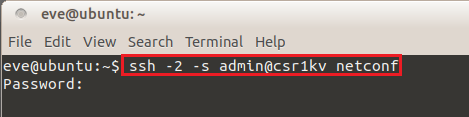 eve@ubuntu: ~
File Edit View Search Terminal Help
eve@ubuntu:~$ ssh -2 -s admin@csr1kv netconf
Password: